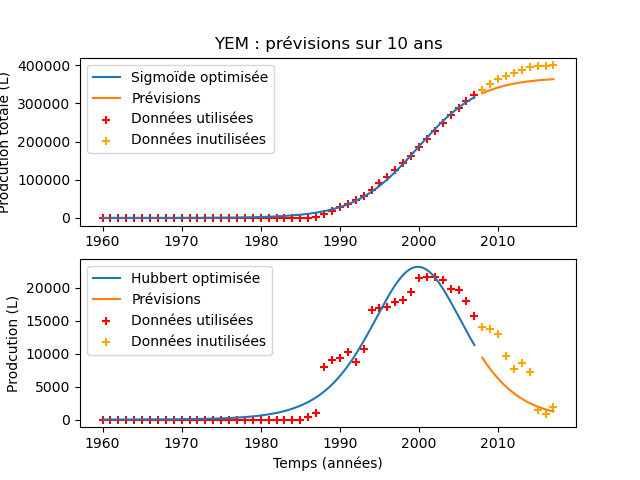 YEM : prévisions sur 10 ans
Prodcution totale (L)
400000
300000
200000
100000
0
Sigmoïde optimisée
Prévisions
Données utilisées
Données inutilisées
1960 1970 1980 1990 2000 2010
Prodcution (L)
20000
15000
10000
5000
0
Hubbert optimisée
Prévisions
Données utilisées
Données inutilisées
1960 1970 1980 1990 2000 2010
Temps (années)